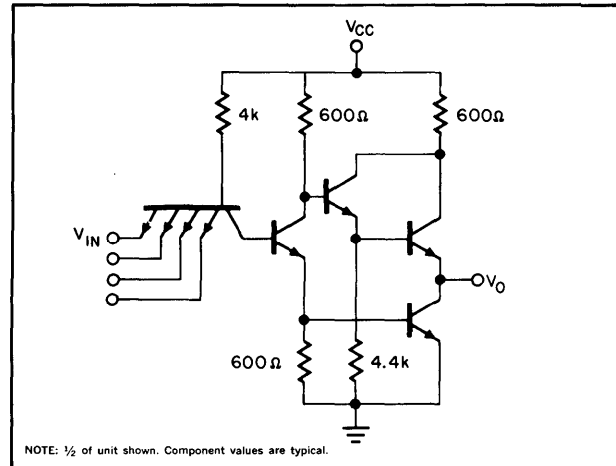 VCC
4k
600Ω
600Ω
VIN
VO
600Ω
4.4k
NOTE: ½ of unit shown. Component values are typical.